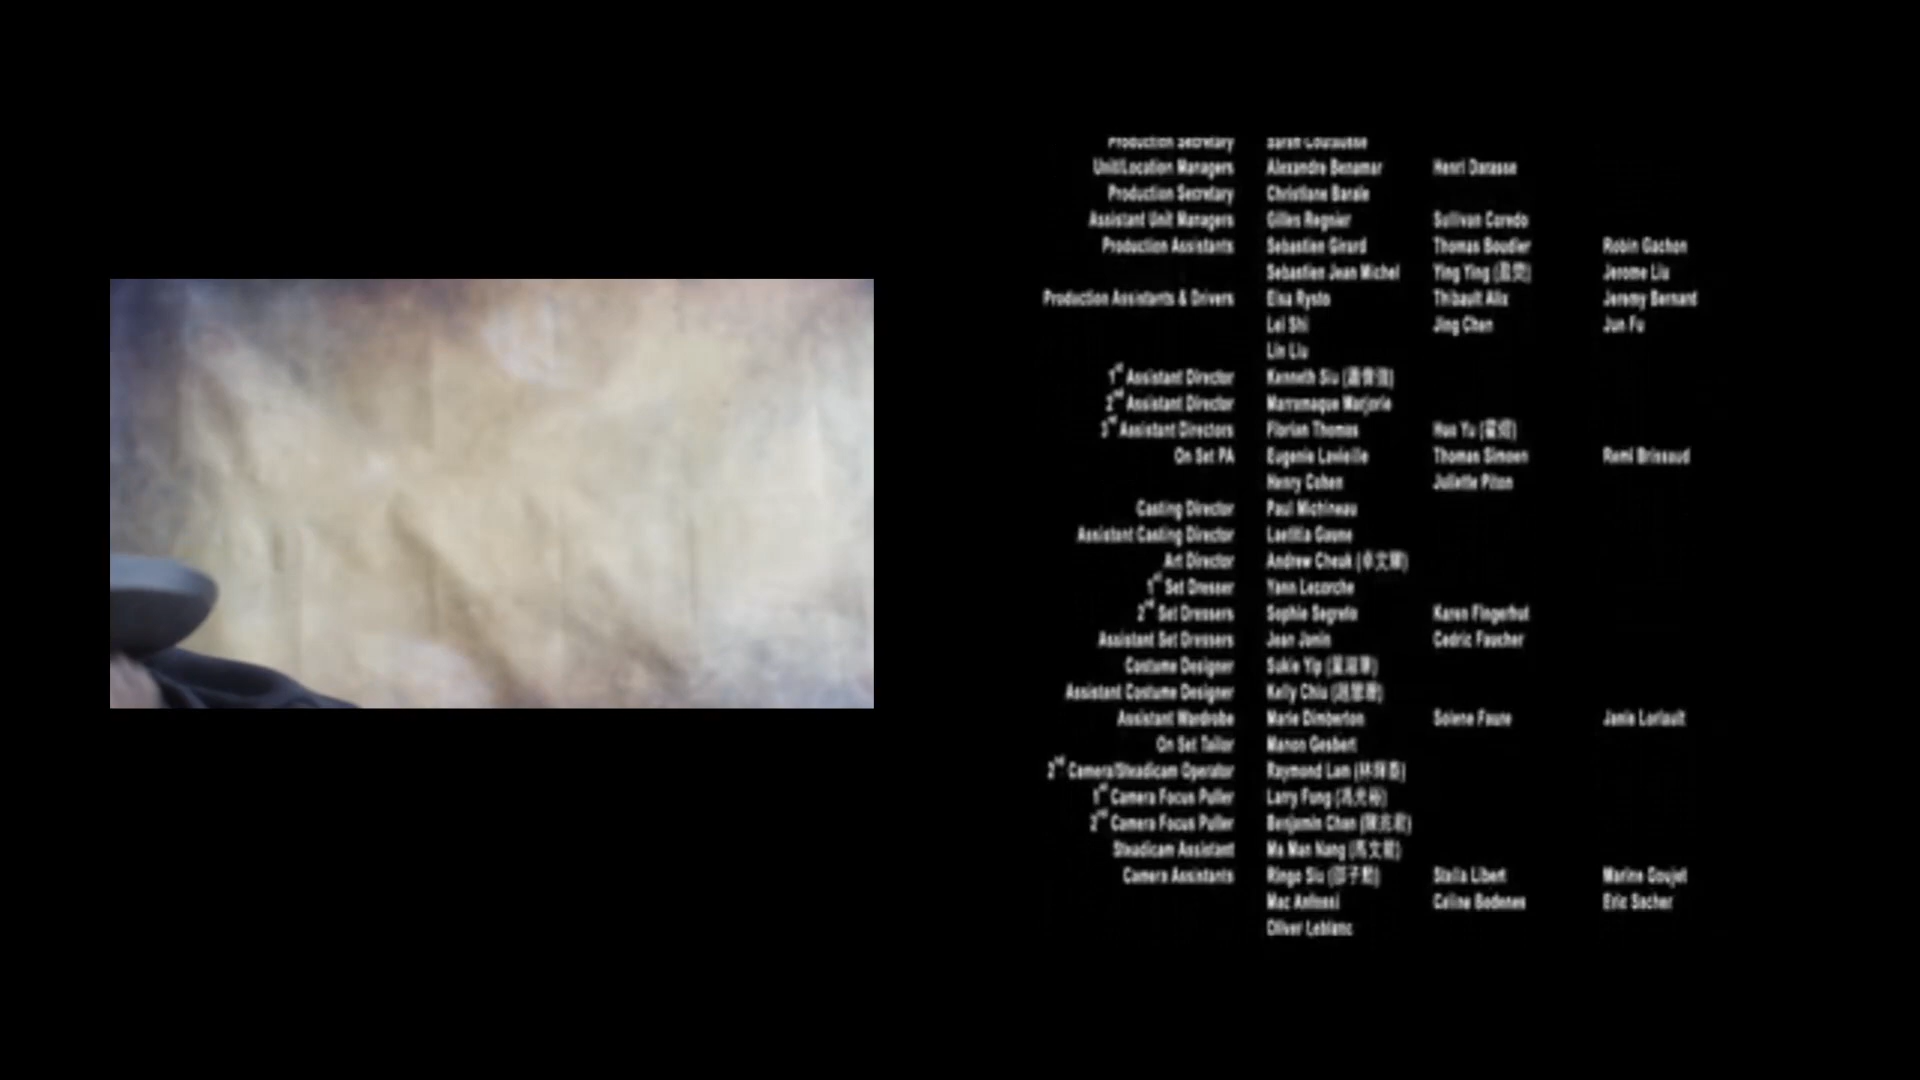 Production Secretary
Unit/Location Managers Alexandre Benamar Henri Darasse
Production Secretary Christiane Barale
Assistant Unit Managers Gilles Regnier Sullivan Coredo
Production Assistants Sebastien Girard Thomas Boudier Robin Gachon
Sebastien Jean Michel Ying Ying Jerome Liu
Production Assistants & Drivers Elsa Rysto Thibault Alix Jeremy Bernard
Lei Shi Jing Chen Jun Fu
Lin Liu
1st Assistant Director Kenneth Siu
2nd Assistant Director Marjorie
3rd Assistant Directors Florian Thomas Huo Yu
On Set PA Eugenie Lavieille Thomas Simoen Remi Brissaud
Henry Cohen Juliette Piton
Casting Director Paul Michineau
Assistant Casting Director Laetitia
Art Director Andrew Cheuk (卓文耀)
1st Set Dresser Yann Lecorche
2nd Set Dressers Sophie Segreto Karen Fingerhut
Assistant Set Dressers Jean Janin Cedric Faucher
Costume Designer Sukie Yip
Assistant Costume Designer Kelly Chiu
Assistant Wardrobe Marie Dimberton Solene Faure Janie Loriault
On Set Tailor Manon Gesbert
2nd Camera/Steadicam Operator Raymond Lam
1st Camera Focus Puller Larry Fung
2nd Camera Focus Puller Benjamin Chan
Steadicam Assistant Ma Man Nang
Camera Assistants Ringo Siu Stella Libert Marine Goujet
Mac Celine Bodenes Eric Sacher
Oliver Leblanc